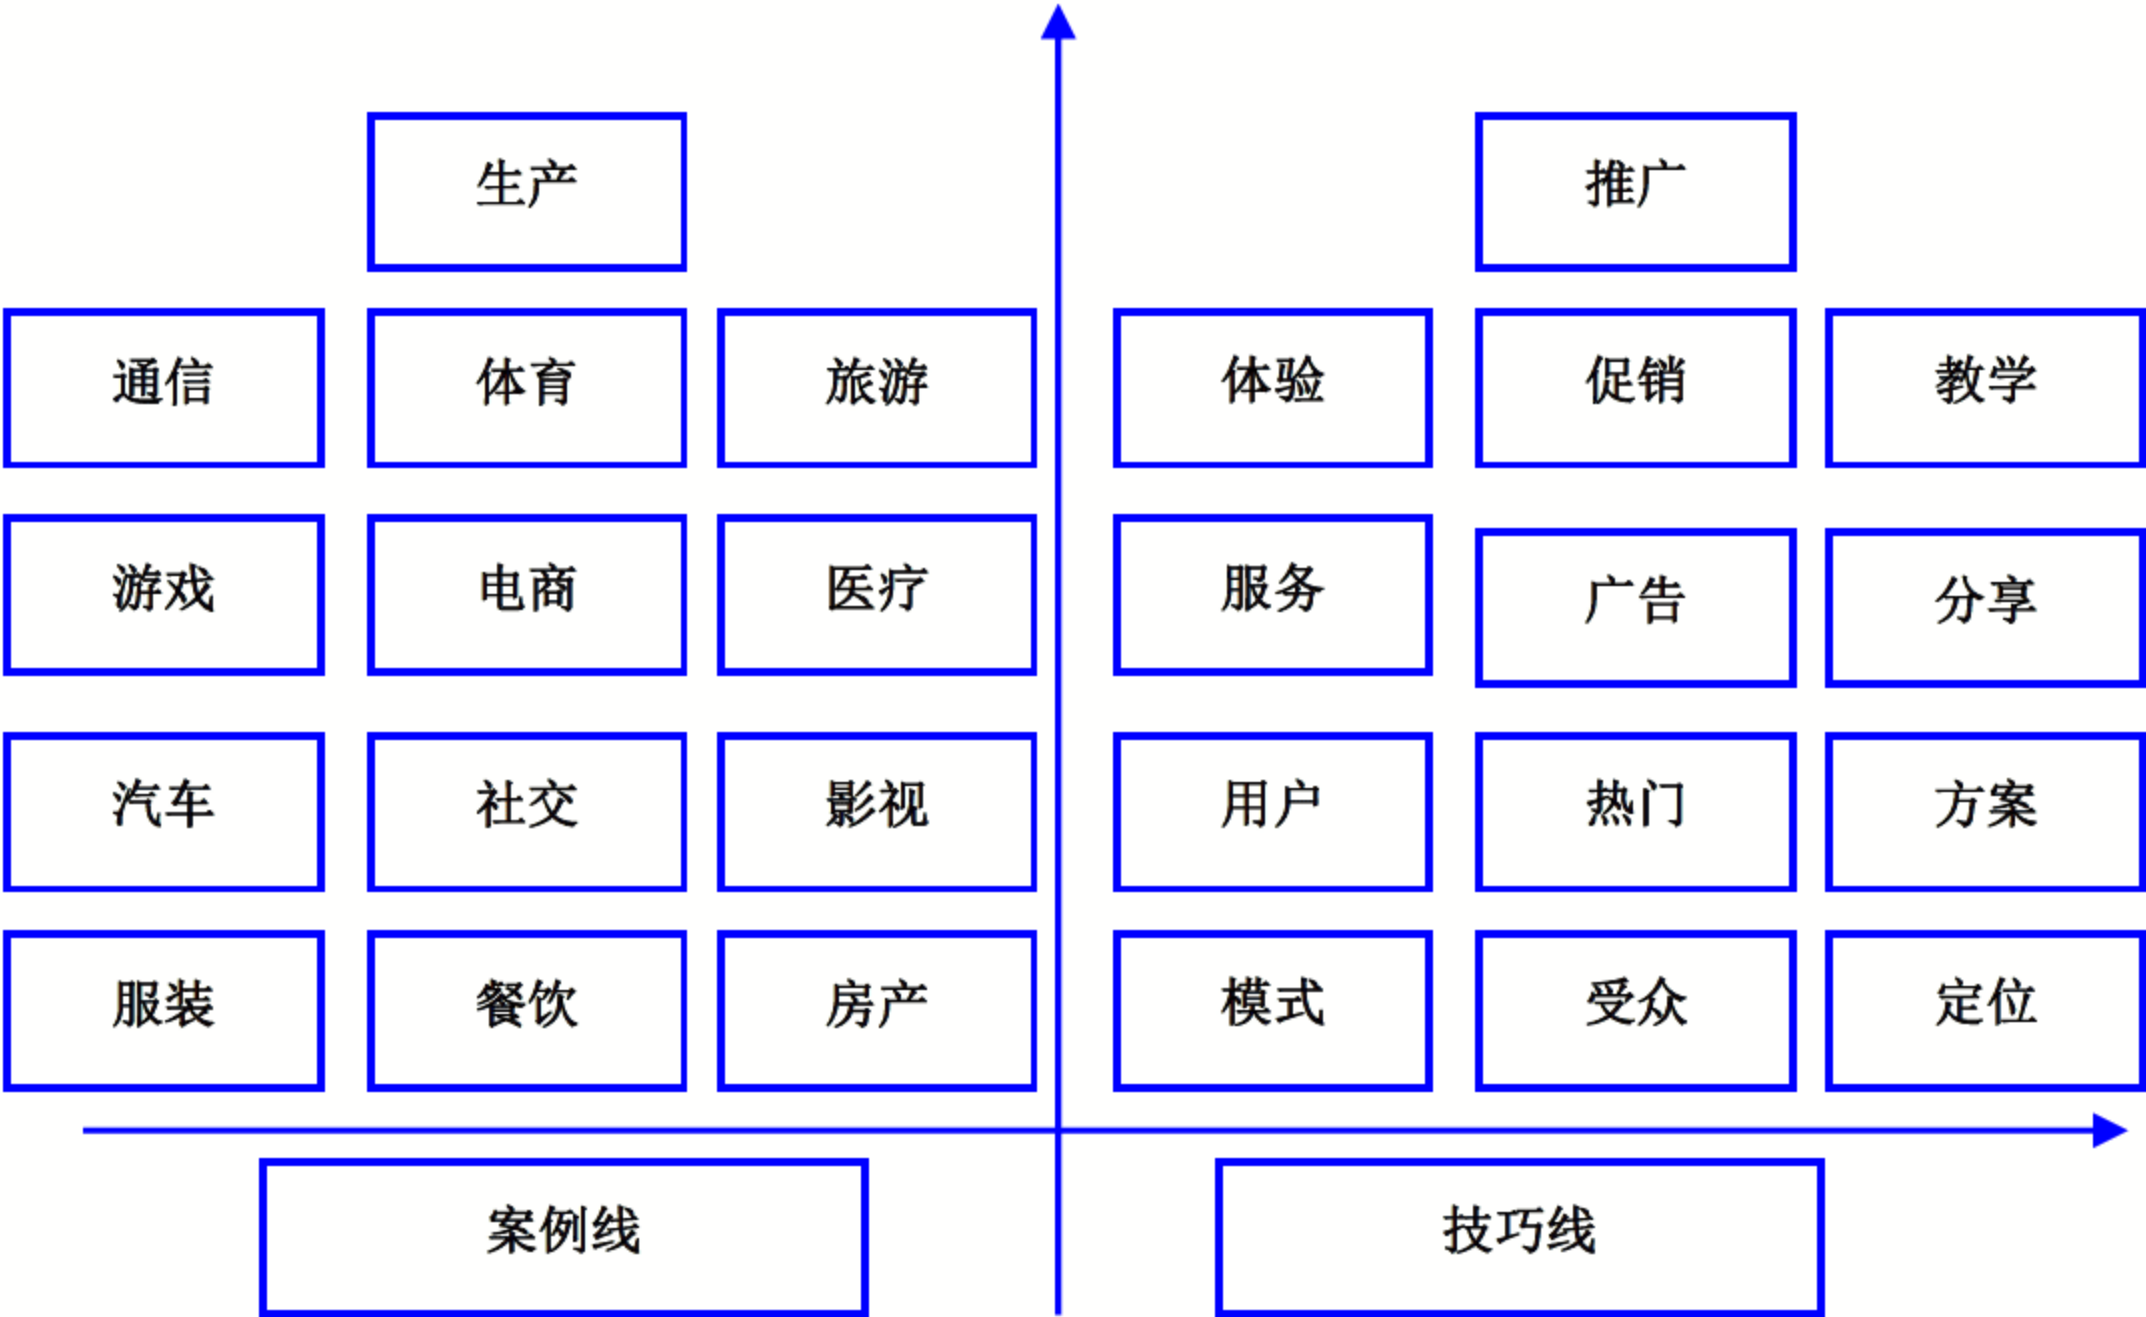 生产
推广
通信
体育
旅游
体验
促销
教学
游戏
电商
医疗
服务
广告
分享
汽车
社交
影视
用户
热门
方案
服装
餐饮
房产
模式
受众
定位
案例线
技巧线